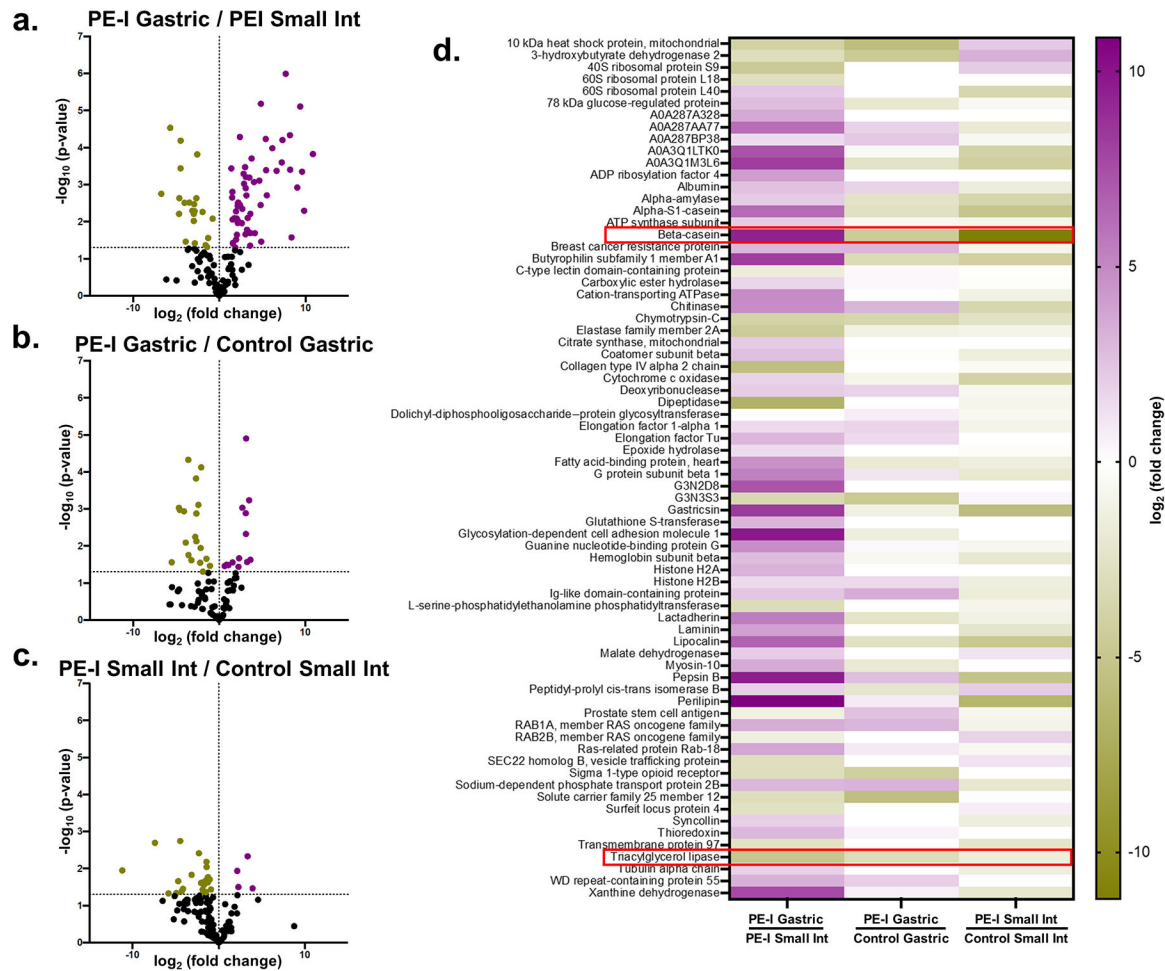 a.
PE-I Gastric / PEI Small Int
7
6
5
4
3
2
1
0
-log10 (p-value)
-10
0
10
log2 (fold change)
b.
PE-I Gastric / Control Gastric
7
6
5
4
3
2
1
0
-log10 (p-value)
-10
0
10
log2 (fold change)
c.
PE-I Small Int / Control Small Int
7
6
5
4
3
2
1
0
-log10 (p-value)
-10
0
10
log2 (fold change)
d.
10 kDa heat shock protein, mitochondrial
3-hydroxybutyrate dehydrogenase 2
40S ribosomal protein S9
60S ribosomal protein L18
60S ribosomal protein L40
78 kDa glucose-regulated protein
A0A287A328
A0A287AA77
A0A287BP38
A0A3Q1LTK0
A0A3Q1M3L6
ADP ribosylation factor 4
Albumin
Alpha-amylase
Alpha-S1-casein
ATP synthase subunit
Beta-casein
Breast cancer resistance protein
Butyrophilin subfamily 1 member A1
C-type lectin domain-containing protein
Carboxylic ester hydrolase
Cation-transporting ATPase
Chitinase
Chymotrypsin-C
Elastase family member 2A
Citrate synthase, mitochondrial
Coatomer subunit beta
Collagen type IV alpha 2 chain
Cytochrome c oxidase
Deoxyribonuclease
Dipeptidase
Dolichyl-diphosphooligosaccharide–protein glycosyltransferase
Elongation factor 1-alpha 1
Elongation factor Tu
Epoxide hydrolase
Fatty acid-binding protein, heart
G protein subunit beta 1
G3N2D8
G3N3S3
Gastricsin
Glutathione S-transferase
Glycosylation-dependent cell adhesion molecule 1
Guanine nucleotide-binding protein G
Hemoglobin subunit beta
Histone H2A
Histone H2B
Ig-like domain-containing protein
L-serine-phosphatidylethanolamine phosphatidyltransferase
Lactadherin
Laminin
Lipocalin
Malate dehydrogenase
Myosin-10
Pepsin B
Peptidyl-prolyl cis-trans isomerase B
Perilipin
Prostate stem cell antigen
RAB1A, member RAS oncogene family
RAB2B, member RAS oncogene family
Ras-related protein Rab-18
SEC22 homolog B, vesicle trafficking protein
Sigma 1-type opioid receptor
Sodium-dependent phosphate transport protein 2B
Solute carrier family 25 member 12
Surfeit locus protein 4
Syncollin
Thioredoxin
Transmembrane protein 97
Triacylglycerol lipase
Tubulin alpha chain
WD repeat-containing protein 55
Xanthine dehydrogenase
PE-I Gastric
PE-I Small Int
PE-I Gastric
Control Gastric
PE-I Small Int
Control Small Int
10
5
0
-5
-10
log2 (fold change)